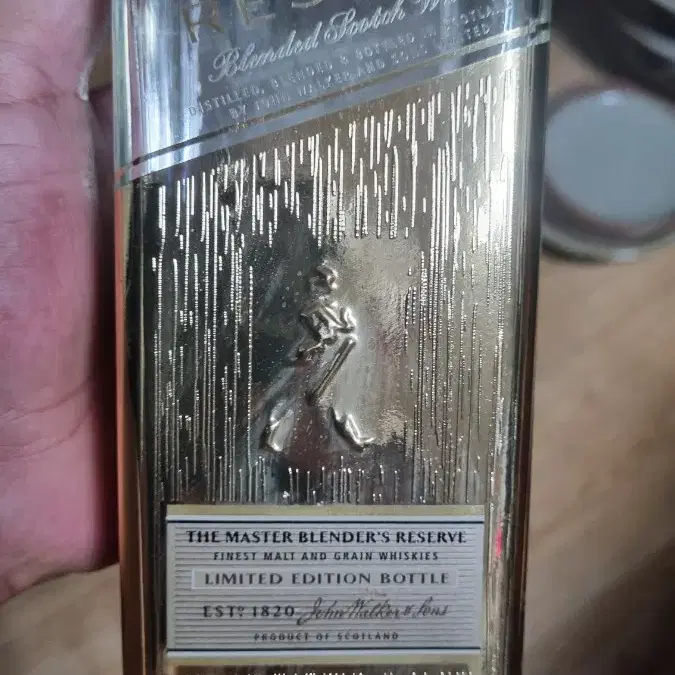 Blended Scotch
DISTILLED, BLENDED & BOTTLED IN SCOTLAND
BY JOHN WALKER AND SONS LIMITED
THE MASTER BLENDER'S RESERVE
FINEST MALT AND GRAIN WHISKIES
LIMITED EDITION BOTTLE
ESTD 1820 John Walker & Sons
PRODUCT OF SCOTLAND